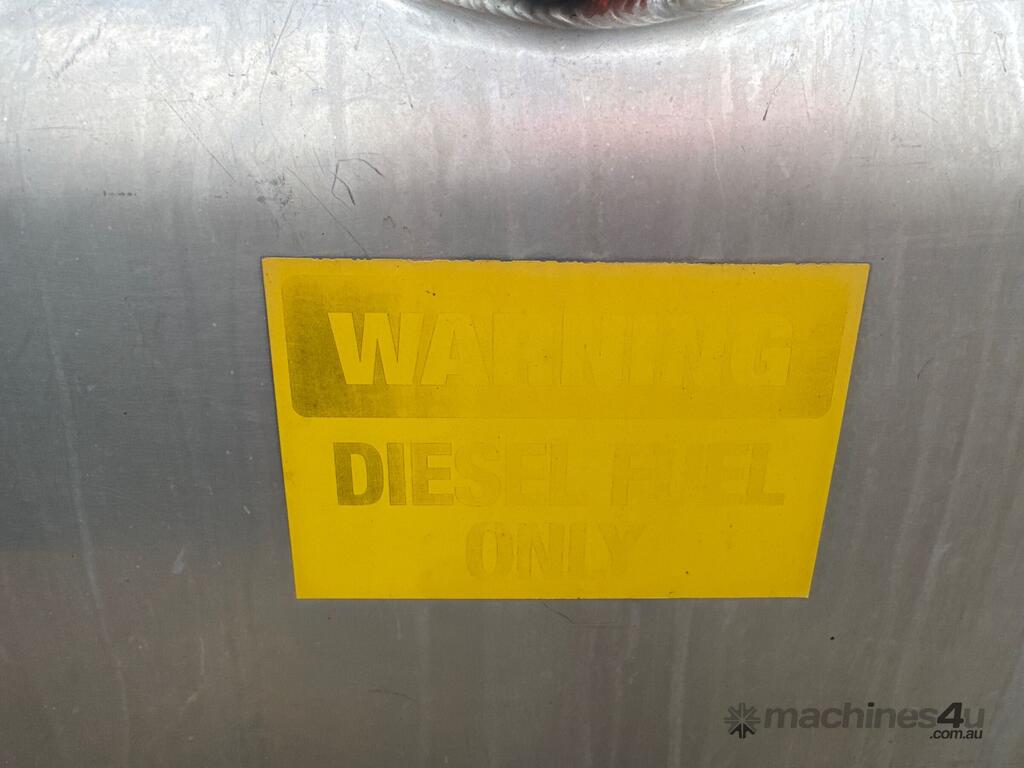 WARNING
DIESEL FUEL
ONLY
machines4u
.com.au